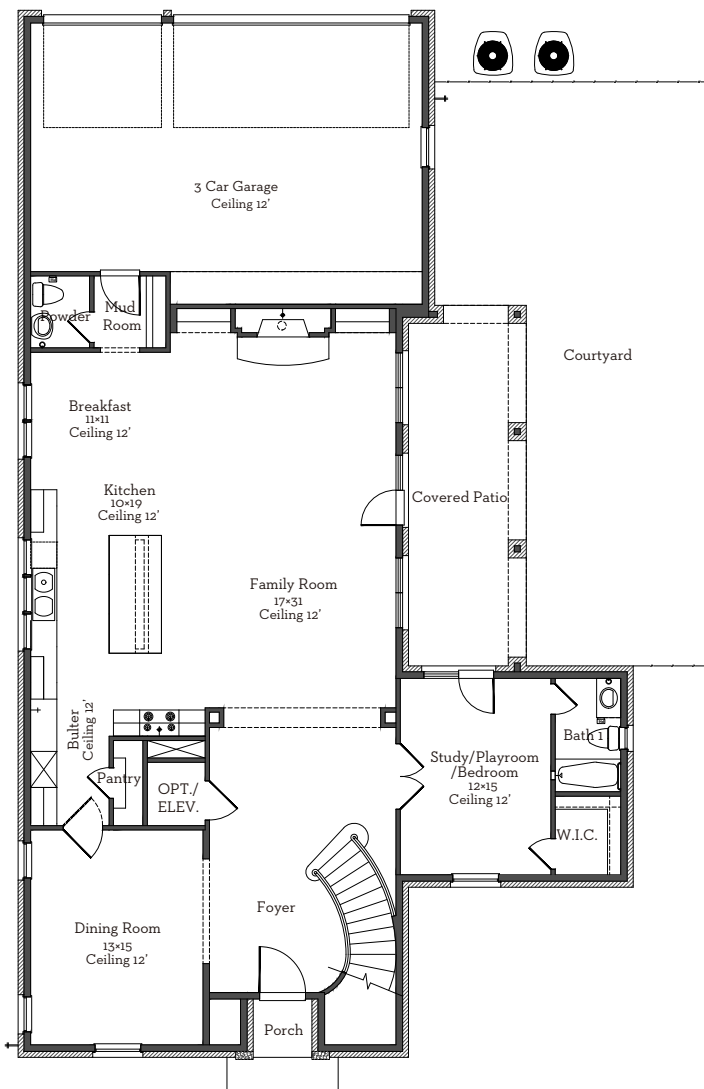 3 Car Garage
Ceiling 12'
Powder
Mud
Room
Courtyard
Breakfast
11×11
Ceiling 12'
Kitchen
10×19
Ceiling 12'
Covered Patio
Family Room
17×31
Ceiling 12'
Bulter
Ceiling 12'
Pantry
OPT./
ELEV.
Study/Playroom
/Bedroom
12×15
Ceiling 12'
Bath 1
W.I.C.
Foyer
Dining Room
13×15
Ceiling 12'
Porch